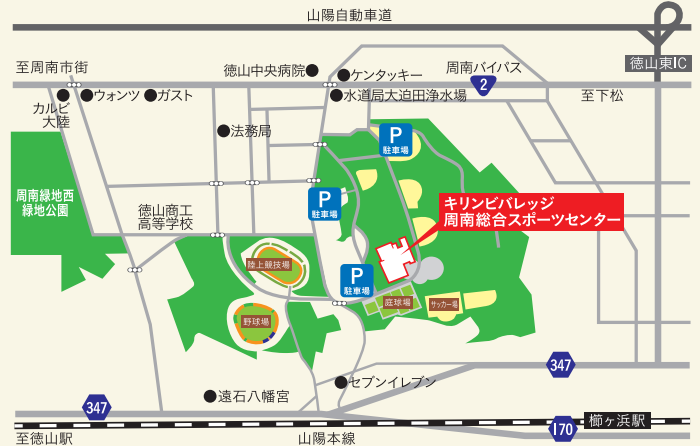 山陽自動車道
徳山東IC
至周南市街
徳山中央病院
ケンタッキー
周南バイパス
2
カルビ
大陸
ウォンツ
ガスト
水道局大迫田浄水場
至下松
法務局
P
駐車場
周南緑地西
緑地公園
徳山商工
高等学校
P
駐車場
キリンビバレッジ
周南総合スポーツセンター
陸上競技場
P
駐車場
庭球場
サッカー場
野球場
347
セブンイレブン
遠石八幡宮
347
櫛ヶ浜駅
170
至徳山駅
山陽本線